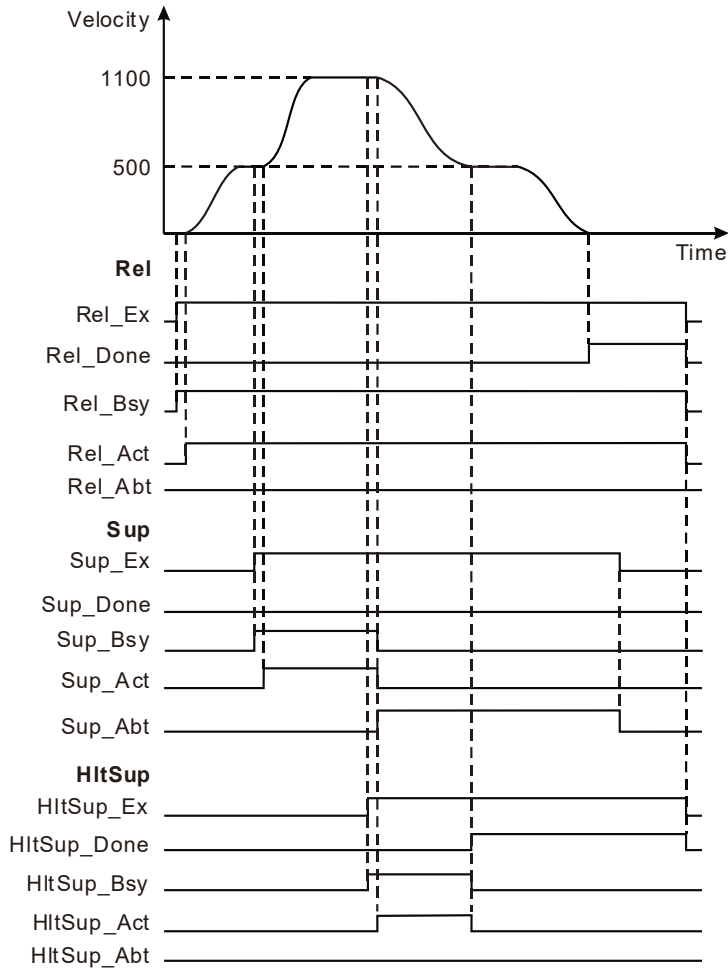 Velocity
1100
500
Time
Rel
Rel_Ex
Rel_Done
Rel_Bsy
Rel_Act
Rel_Abt
Sup
Sup_Ex
Sup_Done
Sup_Bsy
Sup_Act
Sup_Abt
HltSup
HltSup_Ex
HltSup_Done
HltSup_Bsy
HltSup_Act
HltSup_Abt